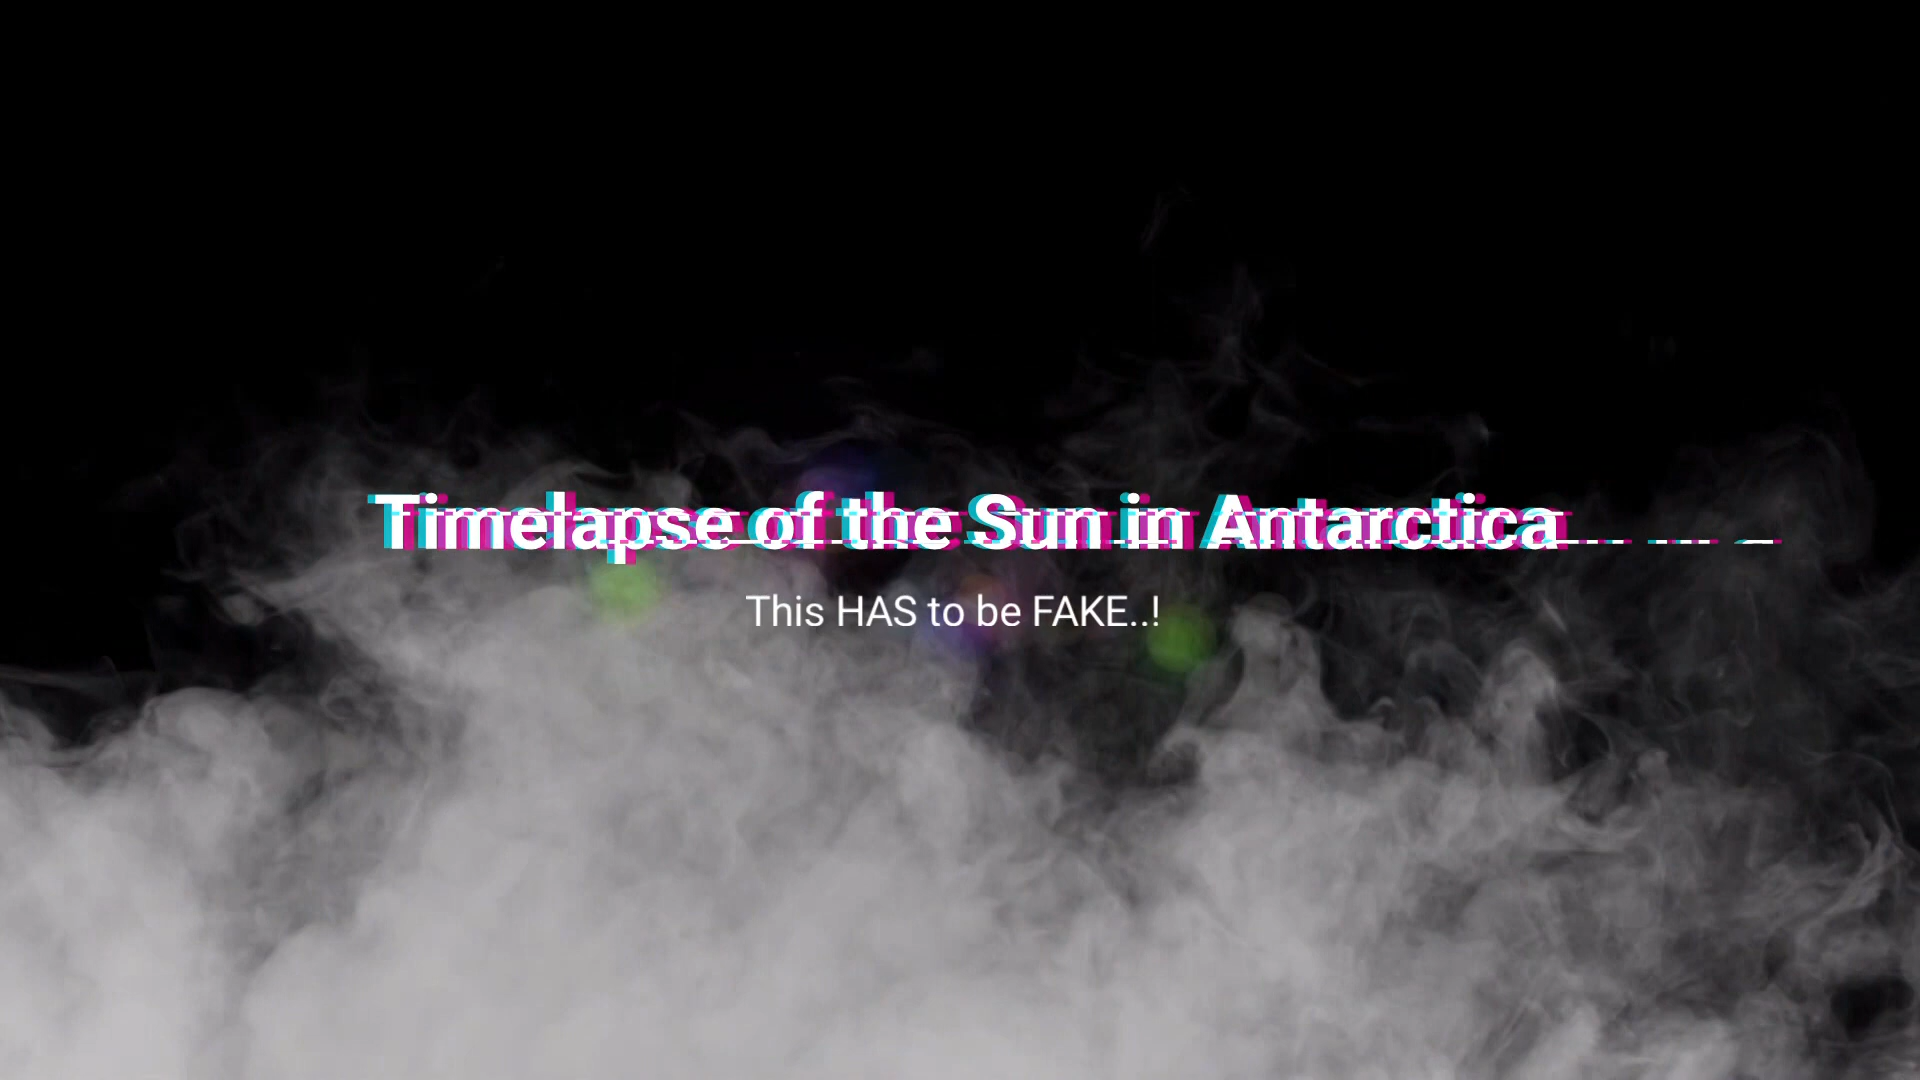 Timelapse of the Sun in Antarctica
This HAS to be FAKE..!